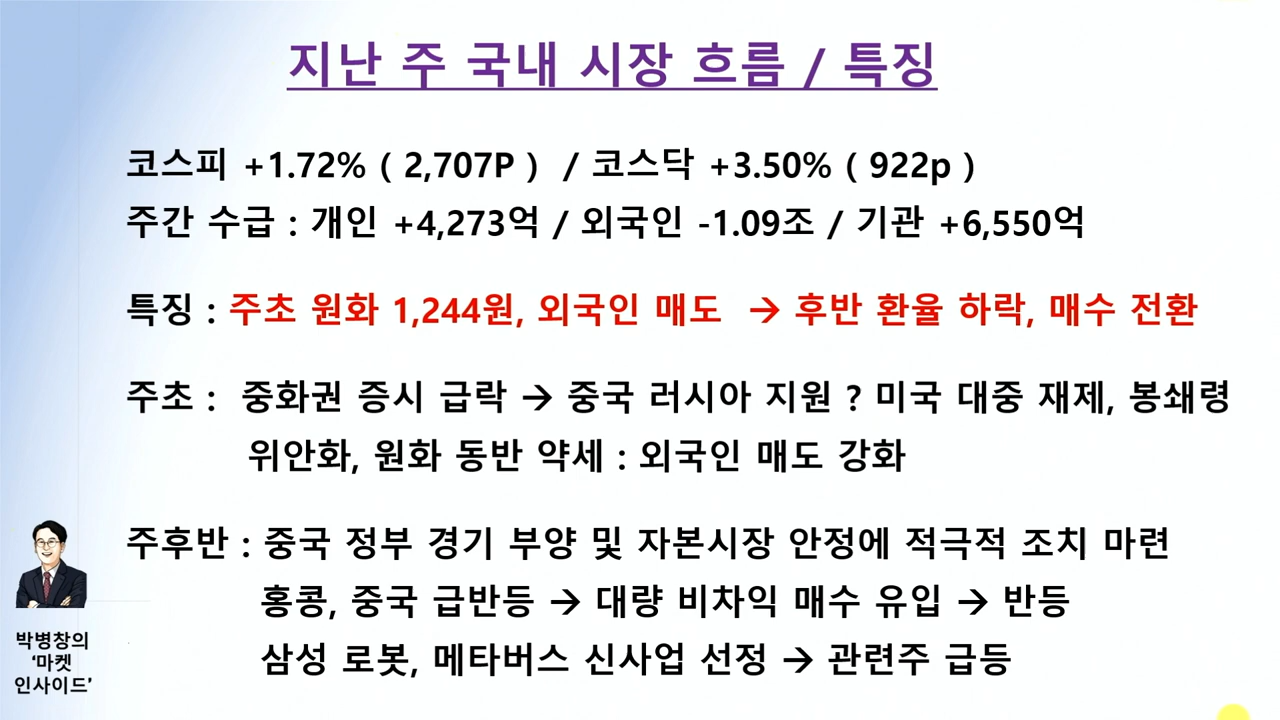 지난 주 국내 시장 흐름 / 특징
코스피 +1.72% ( 2,707P ) / 코스닥 +3.50% ( 922p )
주간 수급 : 개인 +4,273억 / 외국인 -1.09조 / 기관 +6,550억
특징 : 주초 원화 1,244원, 외국인 매도 → 후반 환율 하락, 매수 전환
주초 : 중화권 증시 급락 → 중국 러시아 지원 ? 미국 대중 재제, 봉쇄령
위안화, 원화 동반 약세 : 외국인 매도 강화
주후반 : 중국 정부 경기 부양 및 자본시장 안정에 적극적 조치 마련
홍콩, 중국 급반등 → 대량 비차익 매수 유입 → 반등
삼성 로봇, 메타버스 신사업 선정 → 관련주 급등
박병창의
‘마켓
인사이드’